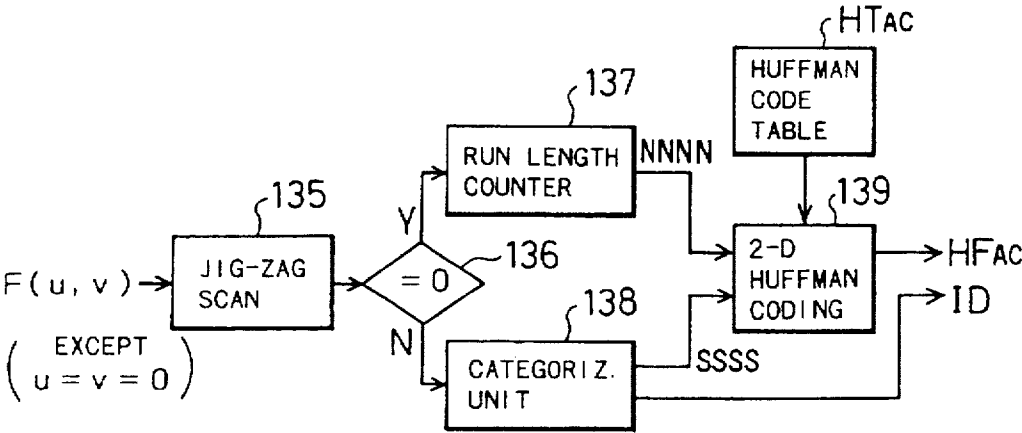 HTAC
HUFFMAN
CODE
TABLE
137
RUN LENGTH
COUNTER
NNNN
135
JIG-ZAG
SCAN
Y
136
= 0
N
139
2-D
HUFFMAN
CODING
HFAC
ID
F(u, v)
EXCEPT
u = v = 0
138
CATEGORIZ.
UNIT
SSSS